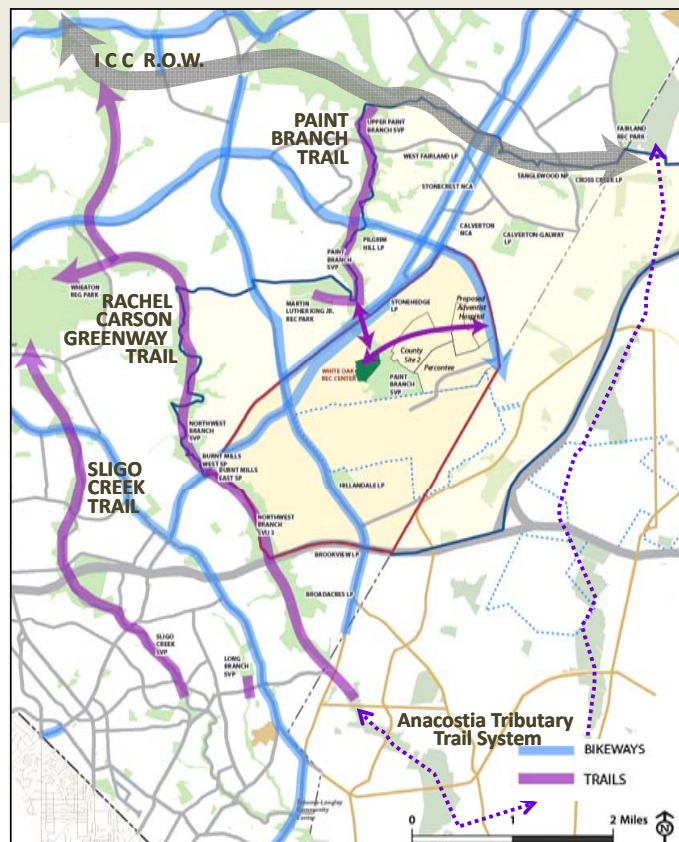 I C C R.O.W.
PAINT
BRANCH
TRAIL
UPPER PAINT
BRANCH SVP
FAIRLAND
REC PARK
WEST FAIRLAND LP
TANGLEWOOD NP
CROSS CREEK LP
STONECREST NCA
CALVERTON
NCA
CALVERTON-GALWAY
LP
PILGRIM
HILL LP
PAINT
BRANCH
SVP
WHEATON
REG PARK
RACHEL
CARSON
GREENWAY
TRAIL
MARTIN
LUTHER KING JR.
REC PARK
STONEHEDGE
LP
Proposed
Adventist
Hospital
County
Site 2
Percontee
WHITE OAK
REC CENTER
PAINT
BRANCH
SVP
NORTHWEST
BRANCH
SVP
BURNT MILLS
WEST SP
BURNT MILLS
EAST SP
SLIGO
CREEK
TRAIL
HILLANDALE LP
NORTHWEST
BRANCH
SVU 3
BROOKVIEW LP
BROADACRES LP
SLIGO
CREEK
SVP
LONG
BRANCH
SVP
Anacostia Tributary
Trail System
BIKEWAYS
TRAILS
Takoma-Langley
Community
Center
0 1 2 Miles
N